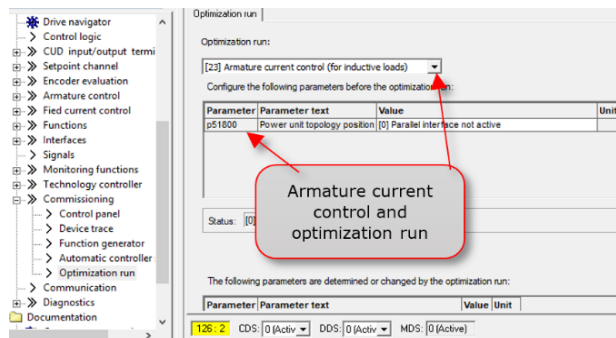 Drive navigator
Control logic
CUD input/output termi
Setpoint channel
Encoder evaluation
Armature control
Fied current control
Functions
Interfaces
Signals
Monitoring functions
Technology controller
Commissioning
Control panel
Device trace
Function generator
Automatic controller
Optimization run
Communication
Diagnostics
Documentation
Optimization run
Optimization run:
[23] Armature current control (for inductive loads)
Configure the following parameters before the optimization run:
Parameter Parameter text Value Unit
p51800 Power unit topology position [0] Parallel interface not active
Armature current
control and
optimization run
Status: [0]
The following parameters are determined or changed by the optimization run:
Parameter Parameter text Value Unit
126 : 2 CDS: 0 (Activ DDS: 0 (Activ MDS: 0 (Active)